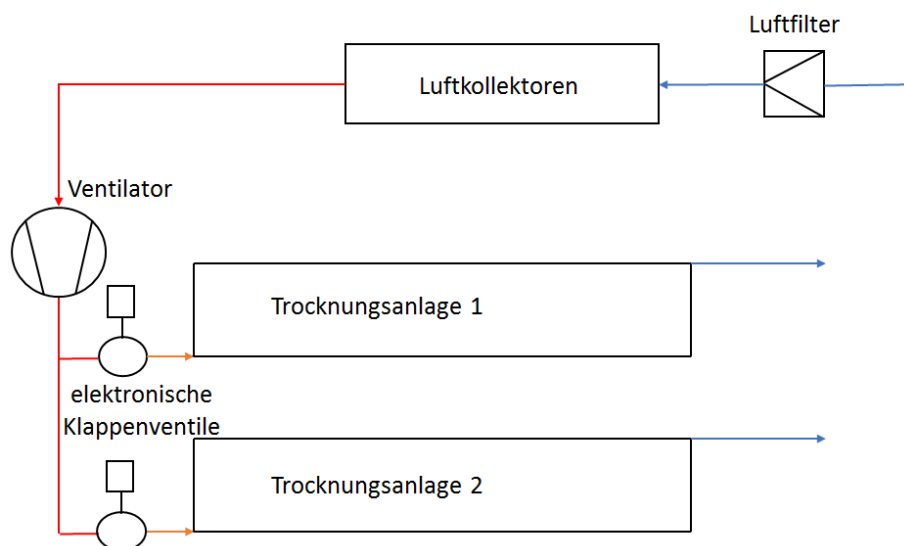 Luftfilter
Luftkollektoren
Ventilator
Trocknungsanlage 1
elektronische
Klappenventile
Trocknungsanlage 2